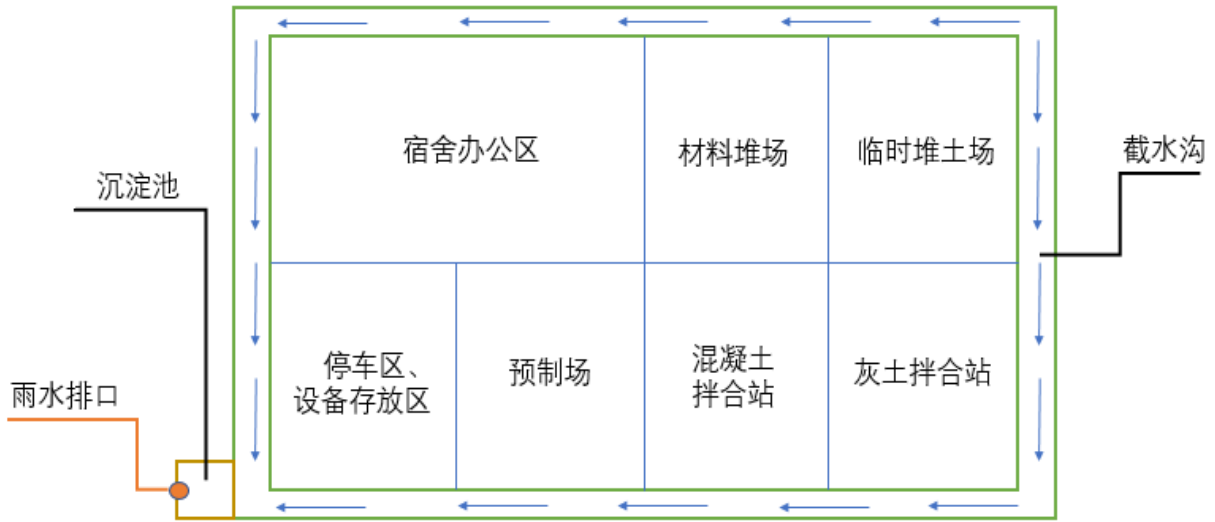 宿舍办公区
材料堆场
临时堆土场
截水沟
沉淀池
停车区、
设备存放区
预制场
混凝土
拌合站
灰土拌合站
雨水排口